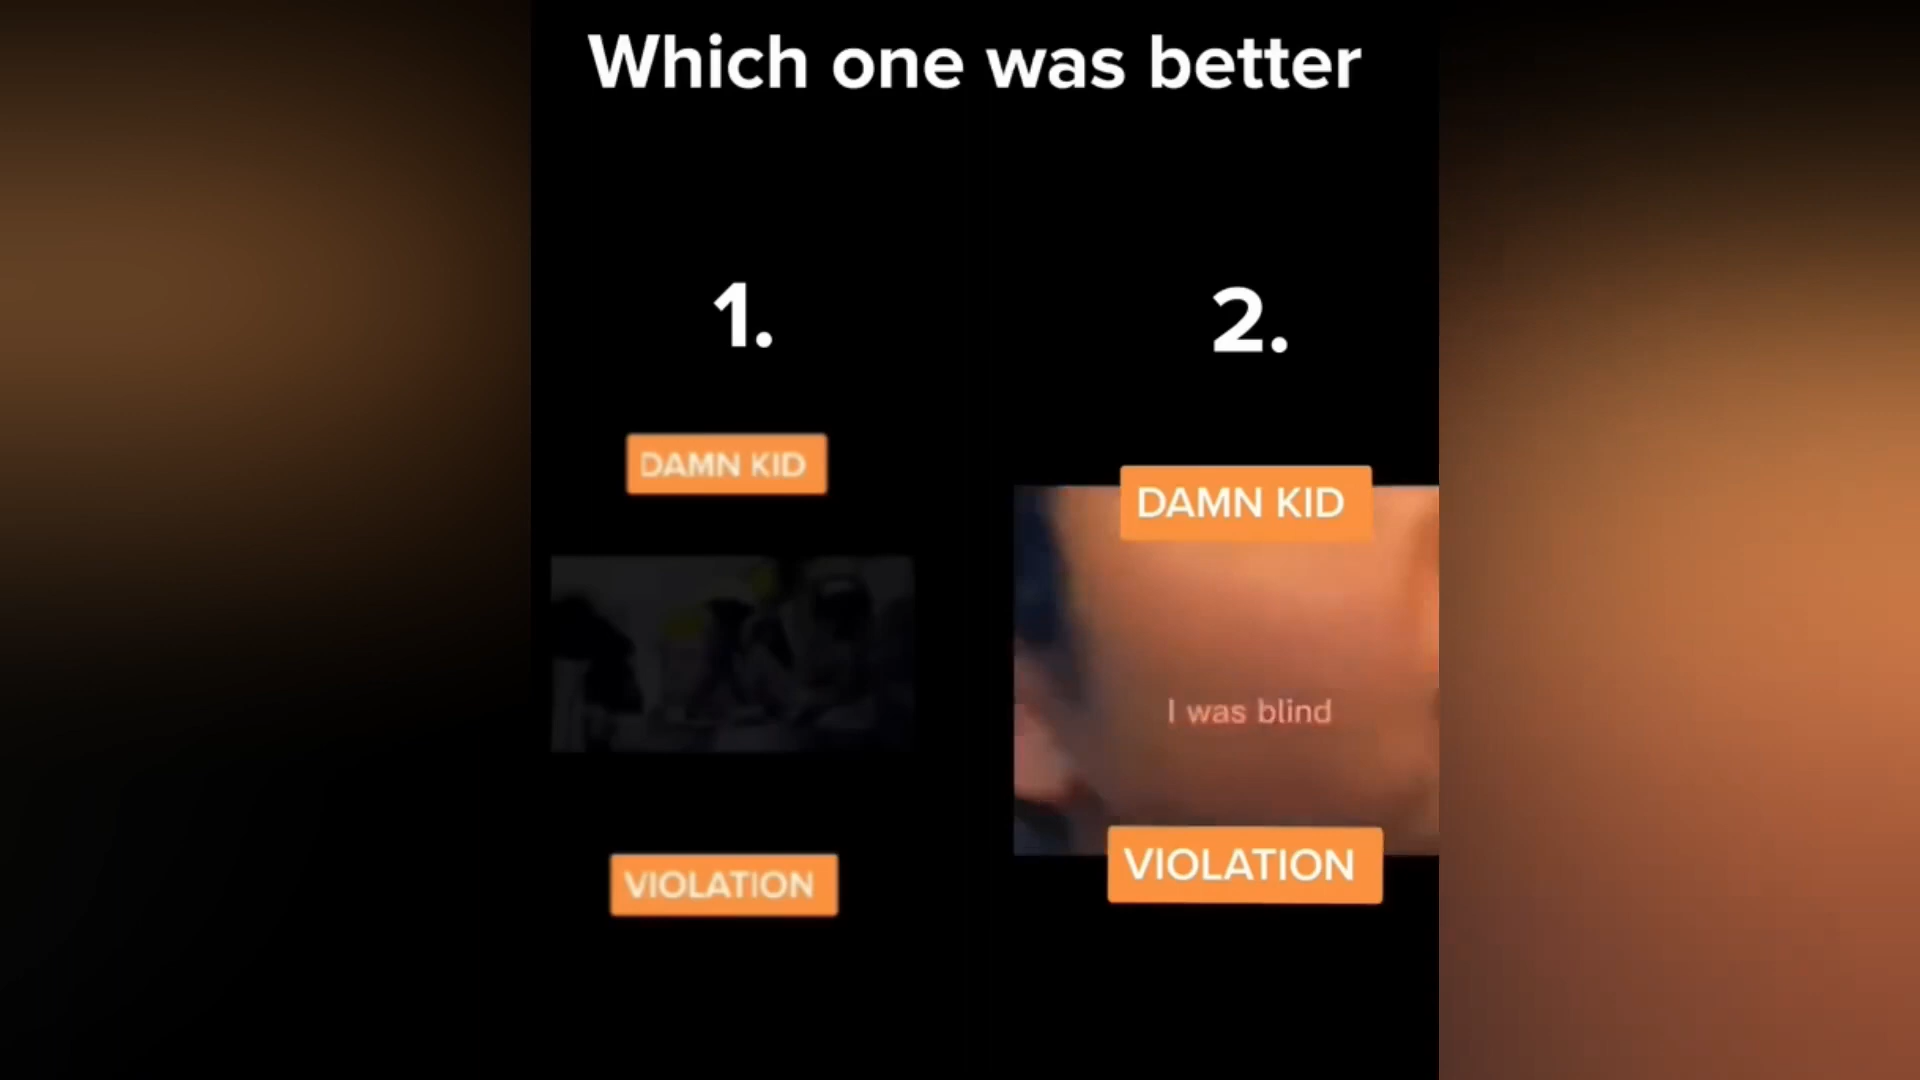 Which one was better
1.
DAMN KID
VIOLATION
2.
DAMN KID
I was blind
VIOLATION